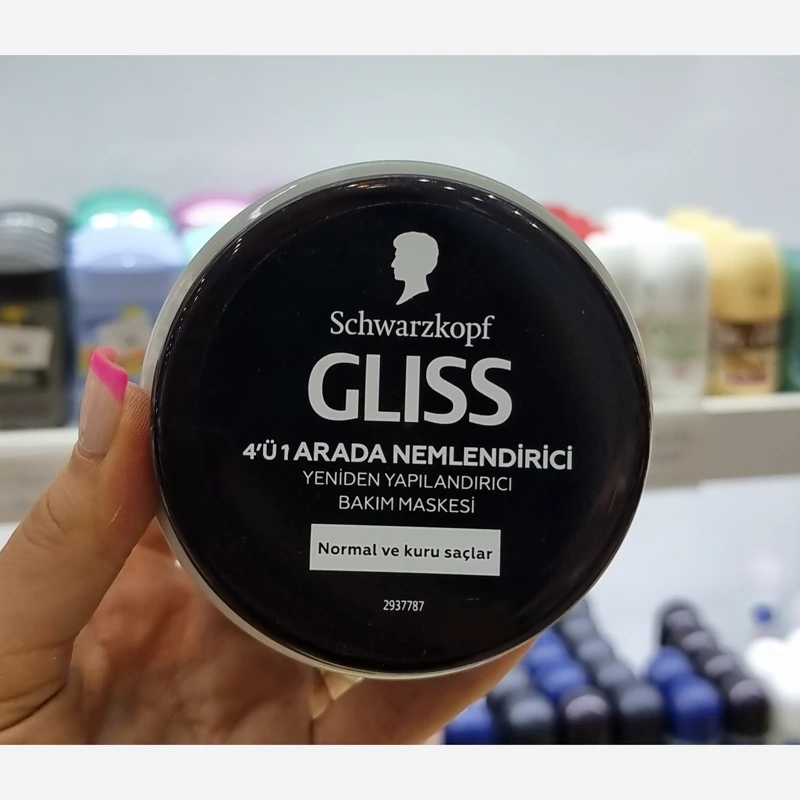 Schwarzkopf
GLISS
4'Ü 1 ARADA NEMLENDİRİCİ
YENİDEN YAPILANDIRICI
BAKIM MASKESİ
Normal ve kuru saçlar
2937787